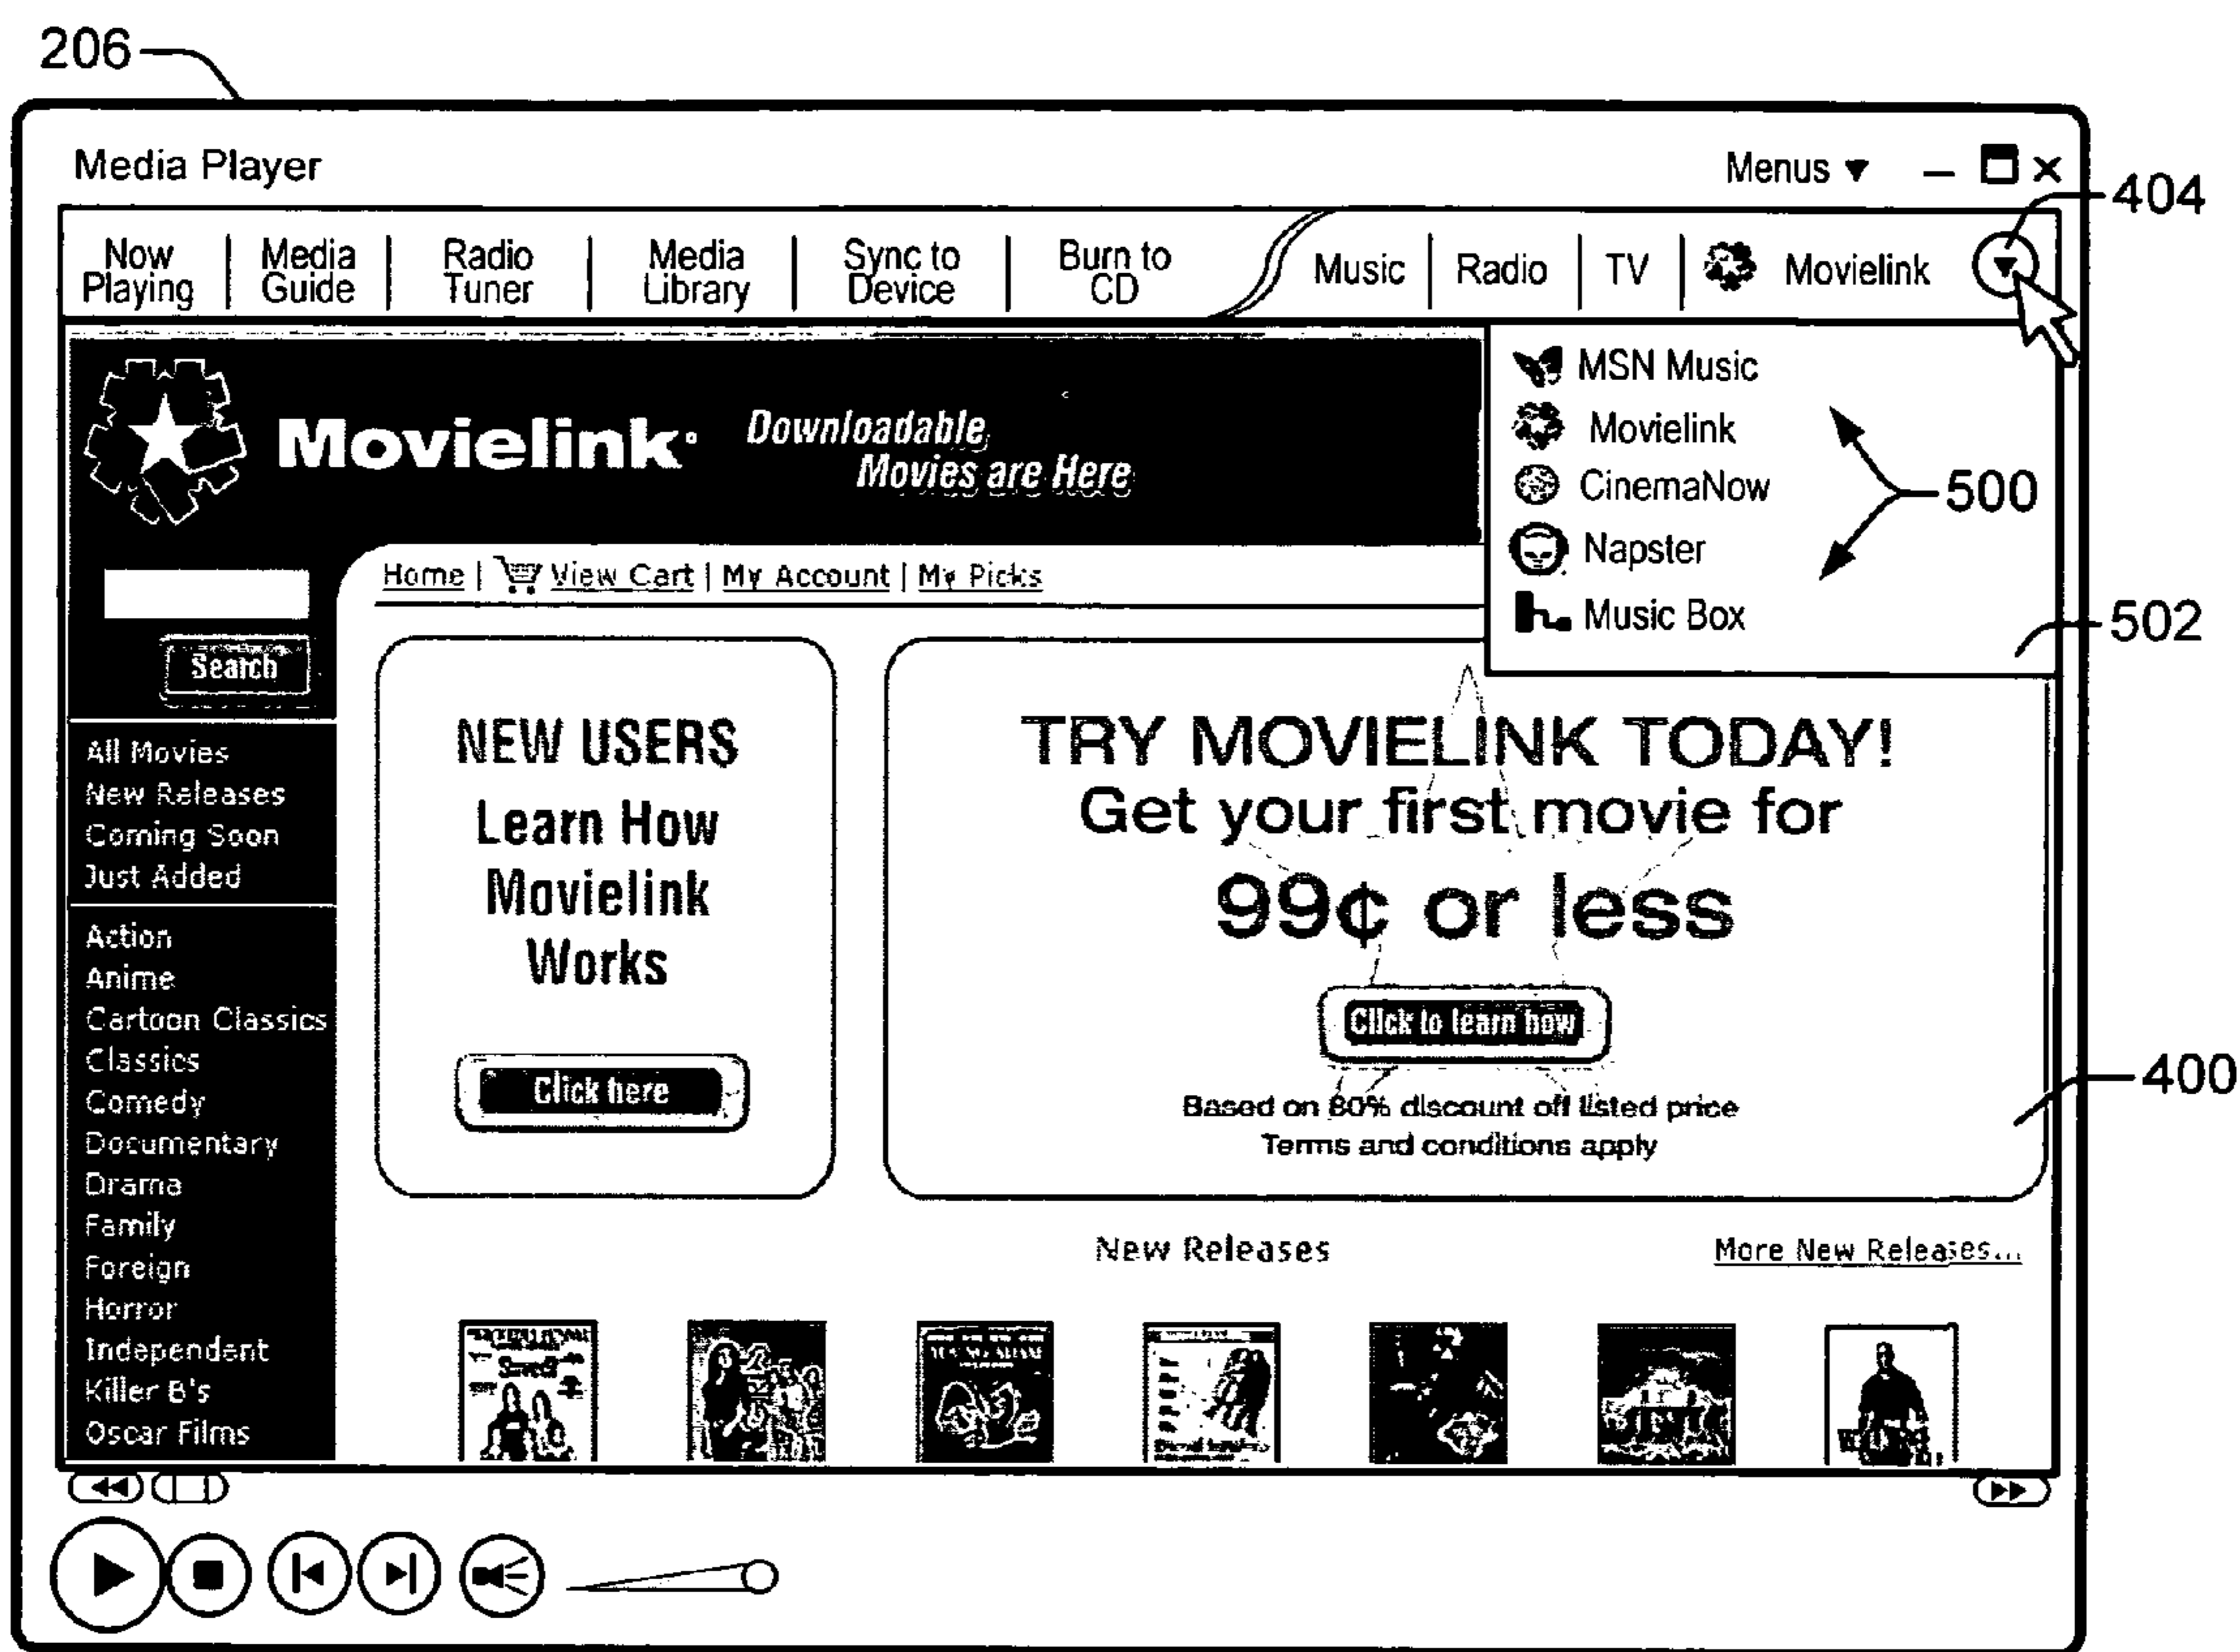 206
Media Player
Menus
404
Now Playing
Media Guide
Radio Tuner
Media Library
Sync to Device
Burn to CD
Music
Radio
TV
Movielink
MSN Music
Movielink
CinemaNow
Napster
Music Box
500
502
Movielink
Downloadable
Movies are Here
Home | View Cart | My Account | My Picks
Search
All Movies
New Releases
Coming Soon
Just Added
Action
Anime
Cartoon Classics
Classics
Comedy
Documentary
Drama
Family
Foreign
Horror
Independent
Killer B's
Oscar Films
NEW USERS
Learn How
Movielink
Works
Click here
TRY MOVIELINK TODAY!
Get your first movie for
99¢ or less
Click to learn how
Based on 80% discount off listed price
Terms and conditions apply
400
New Releases
More New Releases...